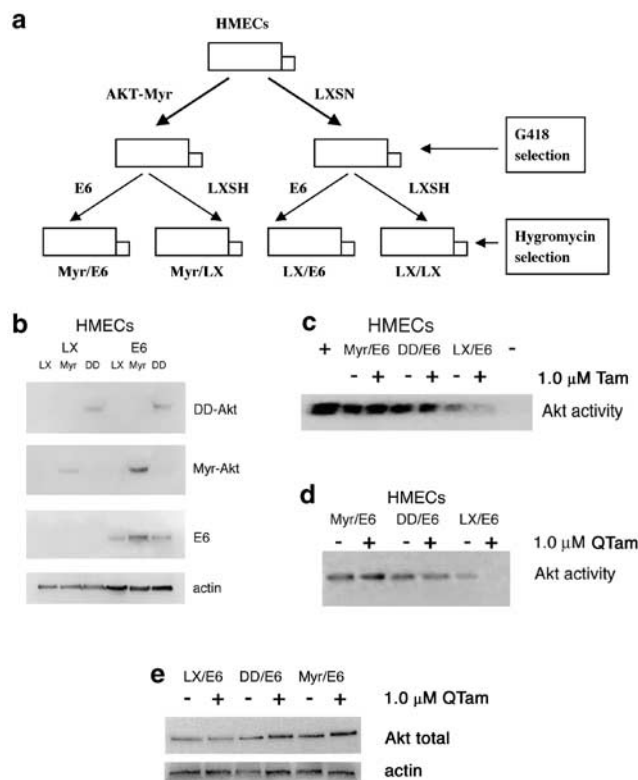 a
HMECs
AKT-Myr LXSN
G418 selection
E6 LXSH E6 LXSH
Hygromycin selection
Myr/E6 Myr/LX LX/E6 LX/LX
b
HMECs
LX E6
LX Myr DD LX Myr DD
DD-Akt
Myr-Akt
E6
actin
c
HMECs
+ Myr/E6 DD/E6 LX/E6 -
- + - + - + 1.0 μM Tam
Akt activity
d
HMECs
Myr/E6 DD/E6 LX/E6
- + - + - + 1.0 μM QTam
Akt activity
e
LX/E6 DD/E6 Myr/E6
- + - + - + 1.0 μM QTam
Akt total
actin